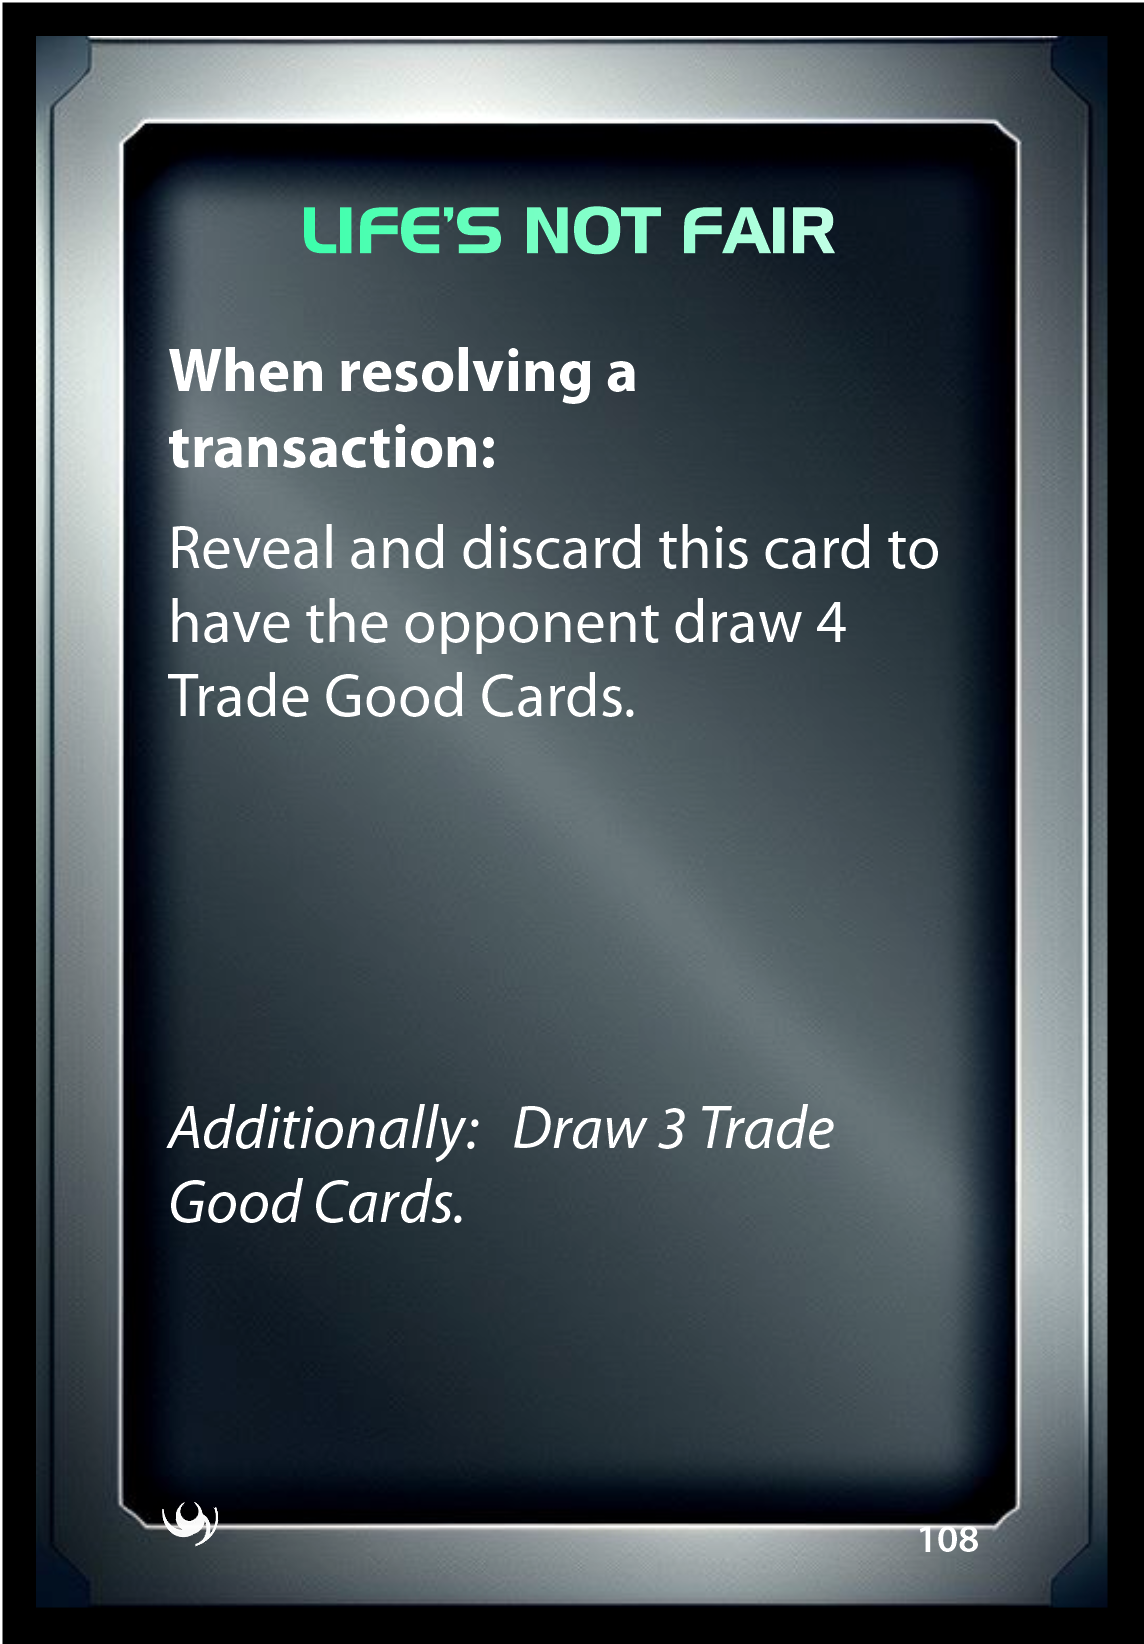 LIFE’S NOT FAIR
When resolving a
transaction:
Reveal and discard this card to
have the opponent draw 4
Trade Good Cards.
Additionally: Draw 3 Trade
Good Cards.
108